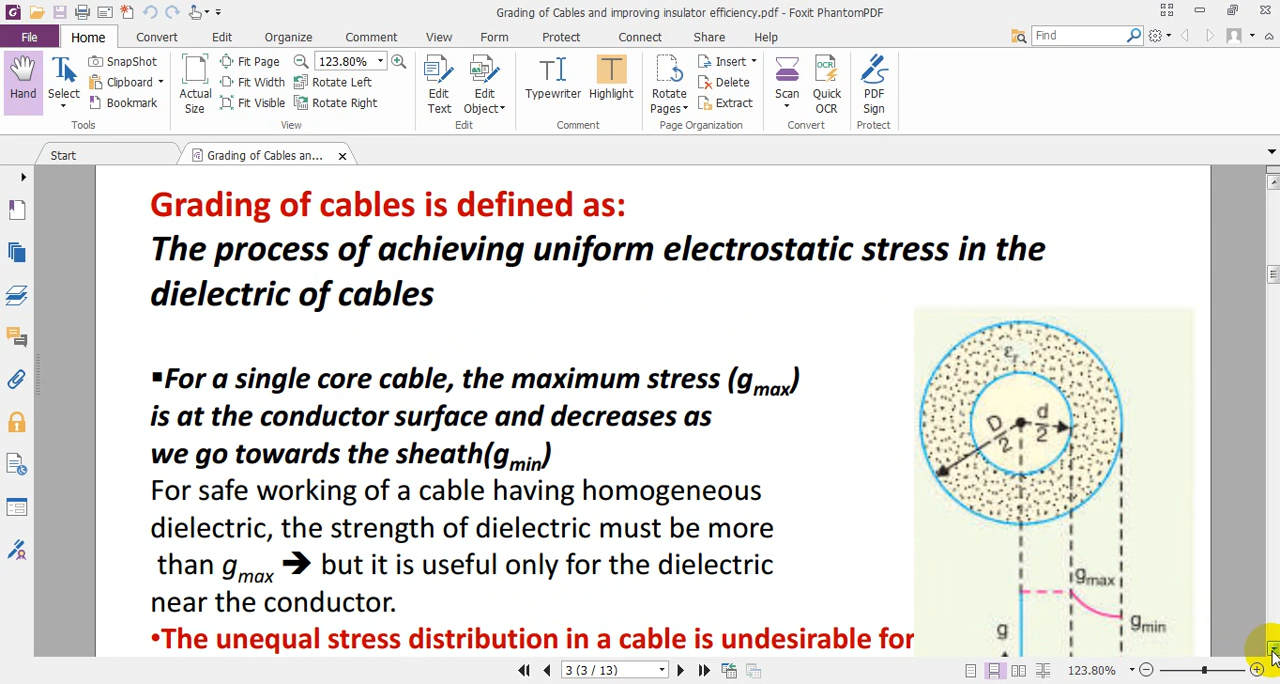 Grading of Cables and improving insulator efficiency.pdf - Foxit PhantomPDF
File Home Convert Edit Organize Comment View Form Protect Connect Share Help Find
Hand
Select
SnapShot
Clipboard
Bookmark
Tools
Actual Size
Fit Page
Fit Width
Fit Visible
123.80%
Rotate Left
Rotate Right
View
Edit Text
Edit Object
Edit
Typewriter
Highlight
Comment
Rotate Pages
Insert
Delete
Extract
Page Organization
Scan
OCR
Quick OCR
Convert
PDF Sign
Protect
Start
Grading of Cables an...
Grading of cables is defined as:
The process of achieving uniform electrostatic stress in the
dielectric of cables
▪For a single core cable, the maximum stress (gmax)
is at the conductor surface and decreases as
we go towards the sheath(gmin)
For safe working of a cable having homogeneous
dielectric, the strength of dielectric must be more
than gmax ➔ but it is useful only for the dielectric
near the conductor.
•The unequal stress distribution in a cable is undesirable for
εr
D/2
d/2
gmax
gmin
g
3 (3 / 13)
123.80%